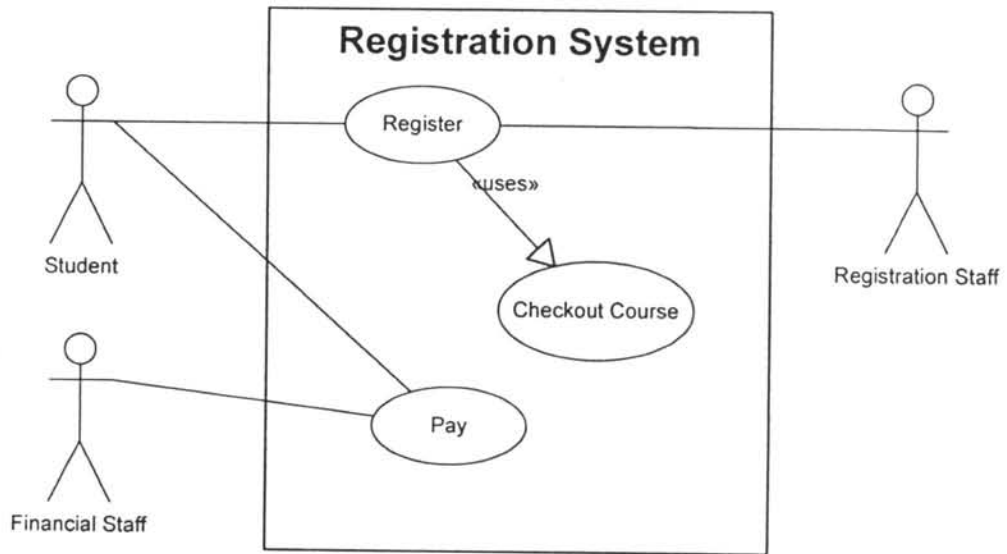 Registration System
Register
«uses»
Student
Registration Staff
Checkout Course
Pay
Financial Staff